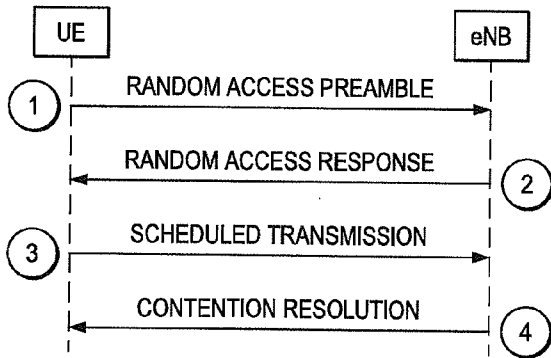 UE
eNB
1
RANDOM ACCESS PREAMBLE
RANDOM ACCESS RESPONSE
2
3
SCHEDULED TRANSMISSION
CONTENTION RESOLUTION
4